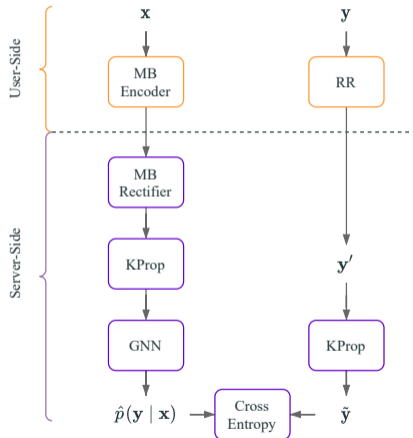 x
y
User-Side
MB
Encoder
RR
MB
Rectifier
Server-Side
KProp
y′
GNN
KProp
p̂(y | x)
Cross
Entropy
ỹ